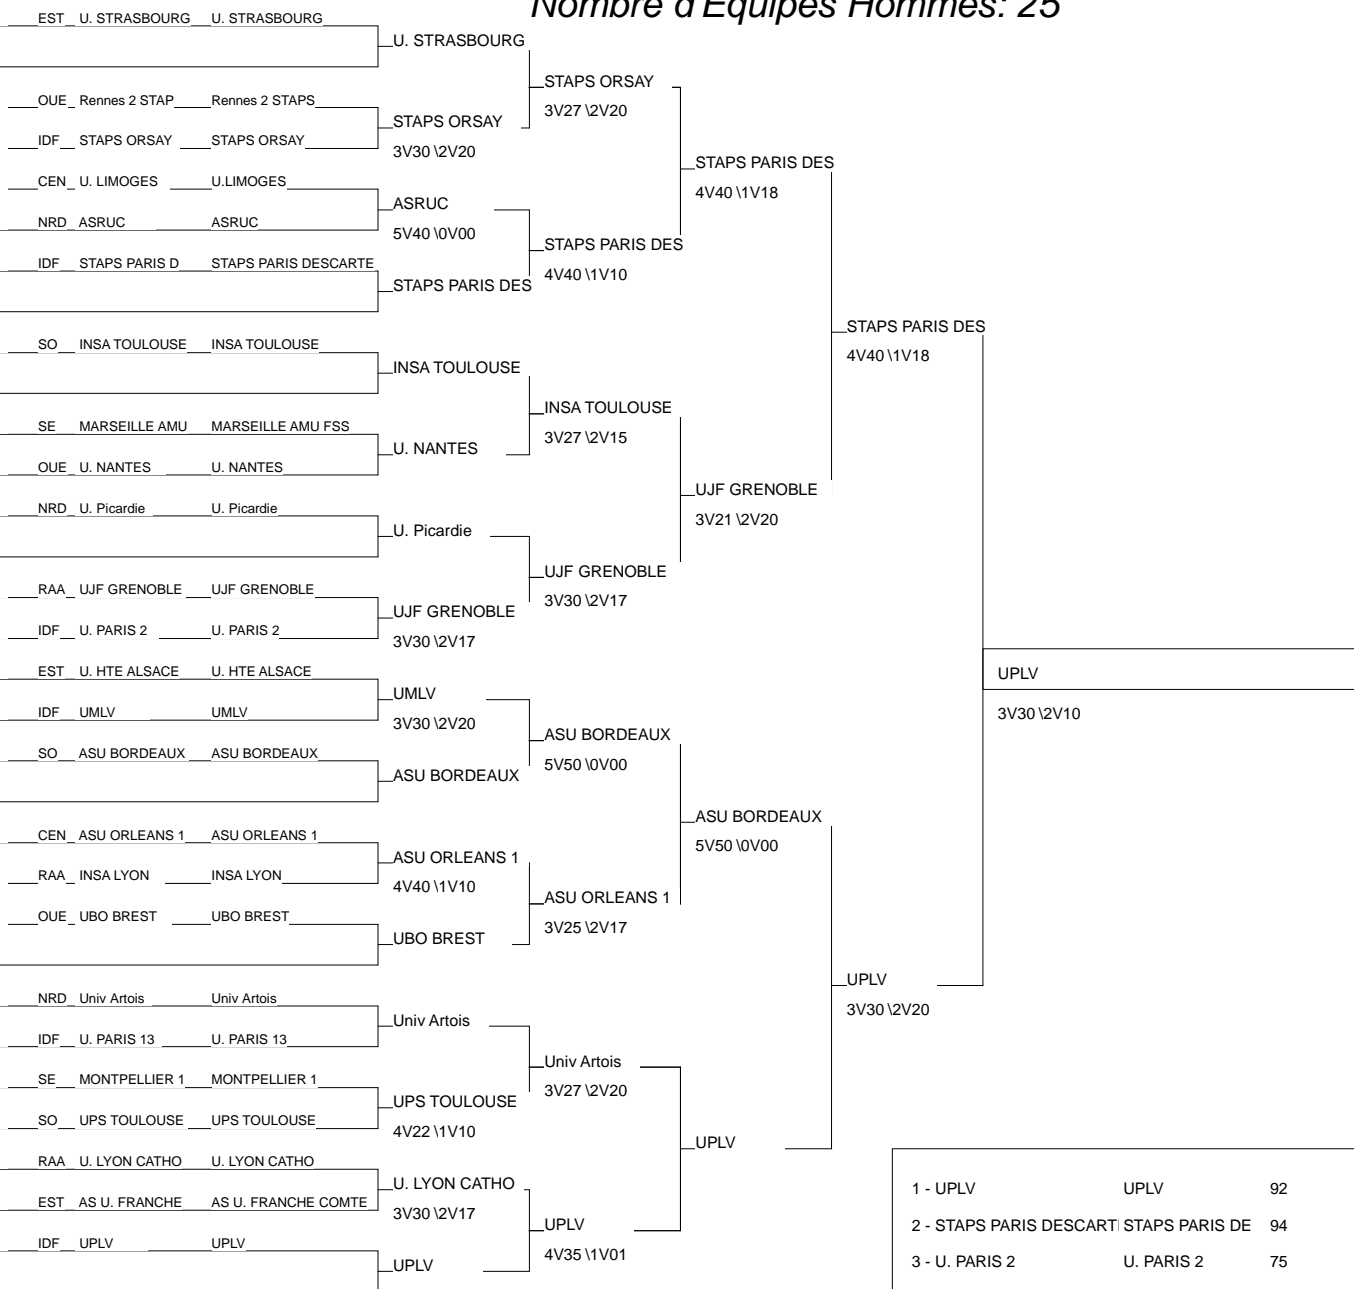 Nombre d'Equipes Hommes: 25
EST U. STRASBOURG U. STRASBOURG
U. STRASBOURG
STAPS ORSAY
3V27 \2V20
OUE Rennes 2 STAP Rennes 2 STAPS
STAPS ORSAY
3V30 \2V20
IDF STAPS ORSAY STAPS ORSAY
STAPS PARIS DES
4V40 \1V18
CEN U. LIMOGES U.LIMOGES
ASRUC
5V40 \0V00
NRD ASRUC ASRUC
STAPS PARIS DES
4V40 \1V10
IDF STAPS PARIS D STAPS PARIS DESCARTE
STAPS PARIS DES
STAPS PARIS DES
4V40 \1V18
SO INSA TOULOUSE INSA TOULOUSE
INSA TOULOUSE
INSA TOULOUSE
3V27 \2V15
SE MARSEILLE AMU MARSEILLE AMU FSS
U. NANTES
OUE U. NANTES U. NANTES
UJF GRENOBLE
3V21 \2V20
NRD U. Picardie U. Picardie
U. Picardie
UJF GRENOBLE
3V30 \2V17
RAA UJF GRENOBLE UJF GRENOBLE
UJF GRENOBLE
3V30 \2V17
IDF U. PARIS 2 U. PARIS 2
UPLV
3V30 \2V10
EST U. HTE ALSACE U. HTE ALSACE
UMLV
3V30 \2V20
IDF UMLV UMLV
ASU BORDEAUX
5V50 \0V00
SO ASU BORDEAUX ASU BORDEAUX
ASU BORDEAUX
ASU BORDEAUX
5V50 \0V00
CEN ASU ORLEANS 1 ASU ORLEANS 1
ASU ORLEANS 1
4V40 \1V10
RAA INSA LYON INSA LYON
ASU ORLEANS 1
3V25 \2V17
OUE UBO BREST UBO BREST
UBO BREST
UPLV
3V30 \2V20
NRD Univ Artois Univ Artois
Univ Artois
IDF U. PARIS 13 U. PARIS 13
Univ Artois
3V27 \2V20
SE MONTPELLIER 1 MONTPELLIER 1
UPS TOULOUSE
4V22 \1V10
SO UPS TOULOUSE UPS TOULOUSE
UPLV
RAA U. LYON CATHO U. LYON CATHO
U. LYON CATHO
3V30 \2V17
EST AS U. FRANCHE AS U. FRANCHE COMTE
UPLV
4V35 \1V01
IDF UPLV UPLV
UPLV
1 - UPLV UPLV 92
2 - STAPS PARIS DESCART STAPS PARIS DE 94
3 - U. PARIS 2 U. PARIS 2 75